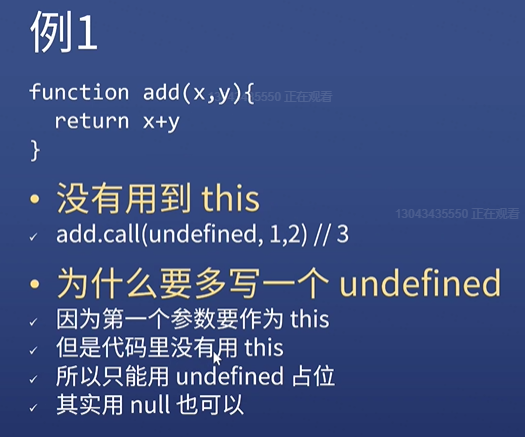 例1
function add(x,y){
13043435550 正在观看
  return x+y
}
• 没有用到 this
13043435550 正在观看
✓ add.call(undefined, 1,2) // 3
• 为什么要多写一个 undefined
✓ 因为第一个参数要作为 this
✓ 但是代码里没有用 this
✓ 所以只能用 undefined 占位
✓ 其实用 null 也可以